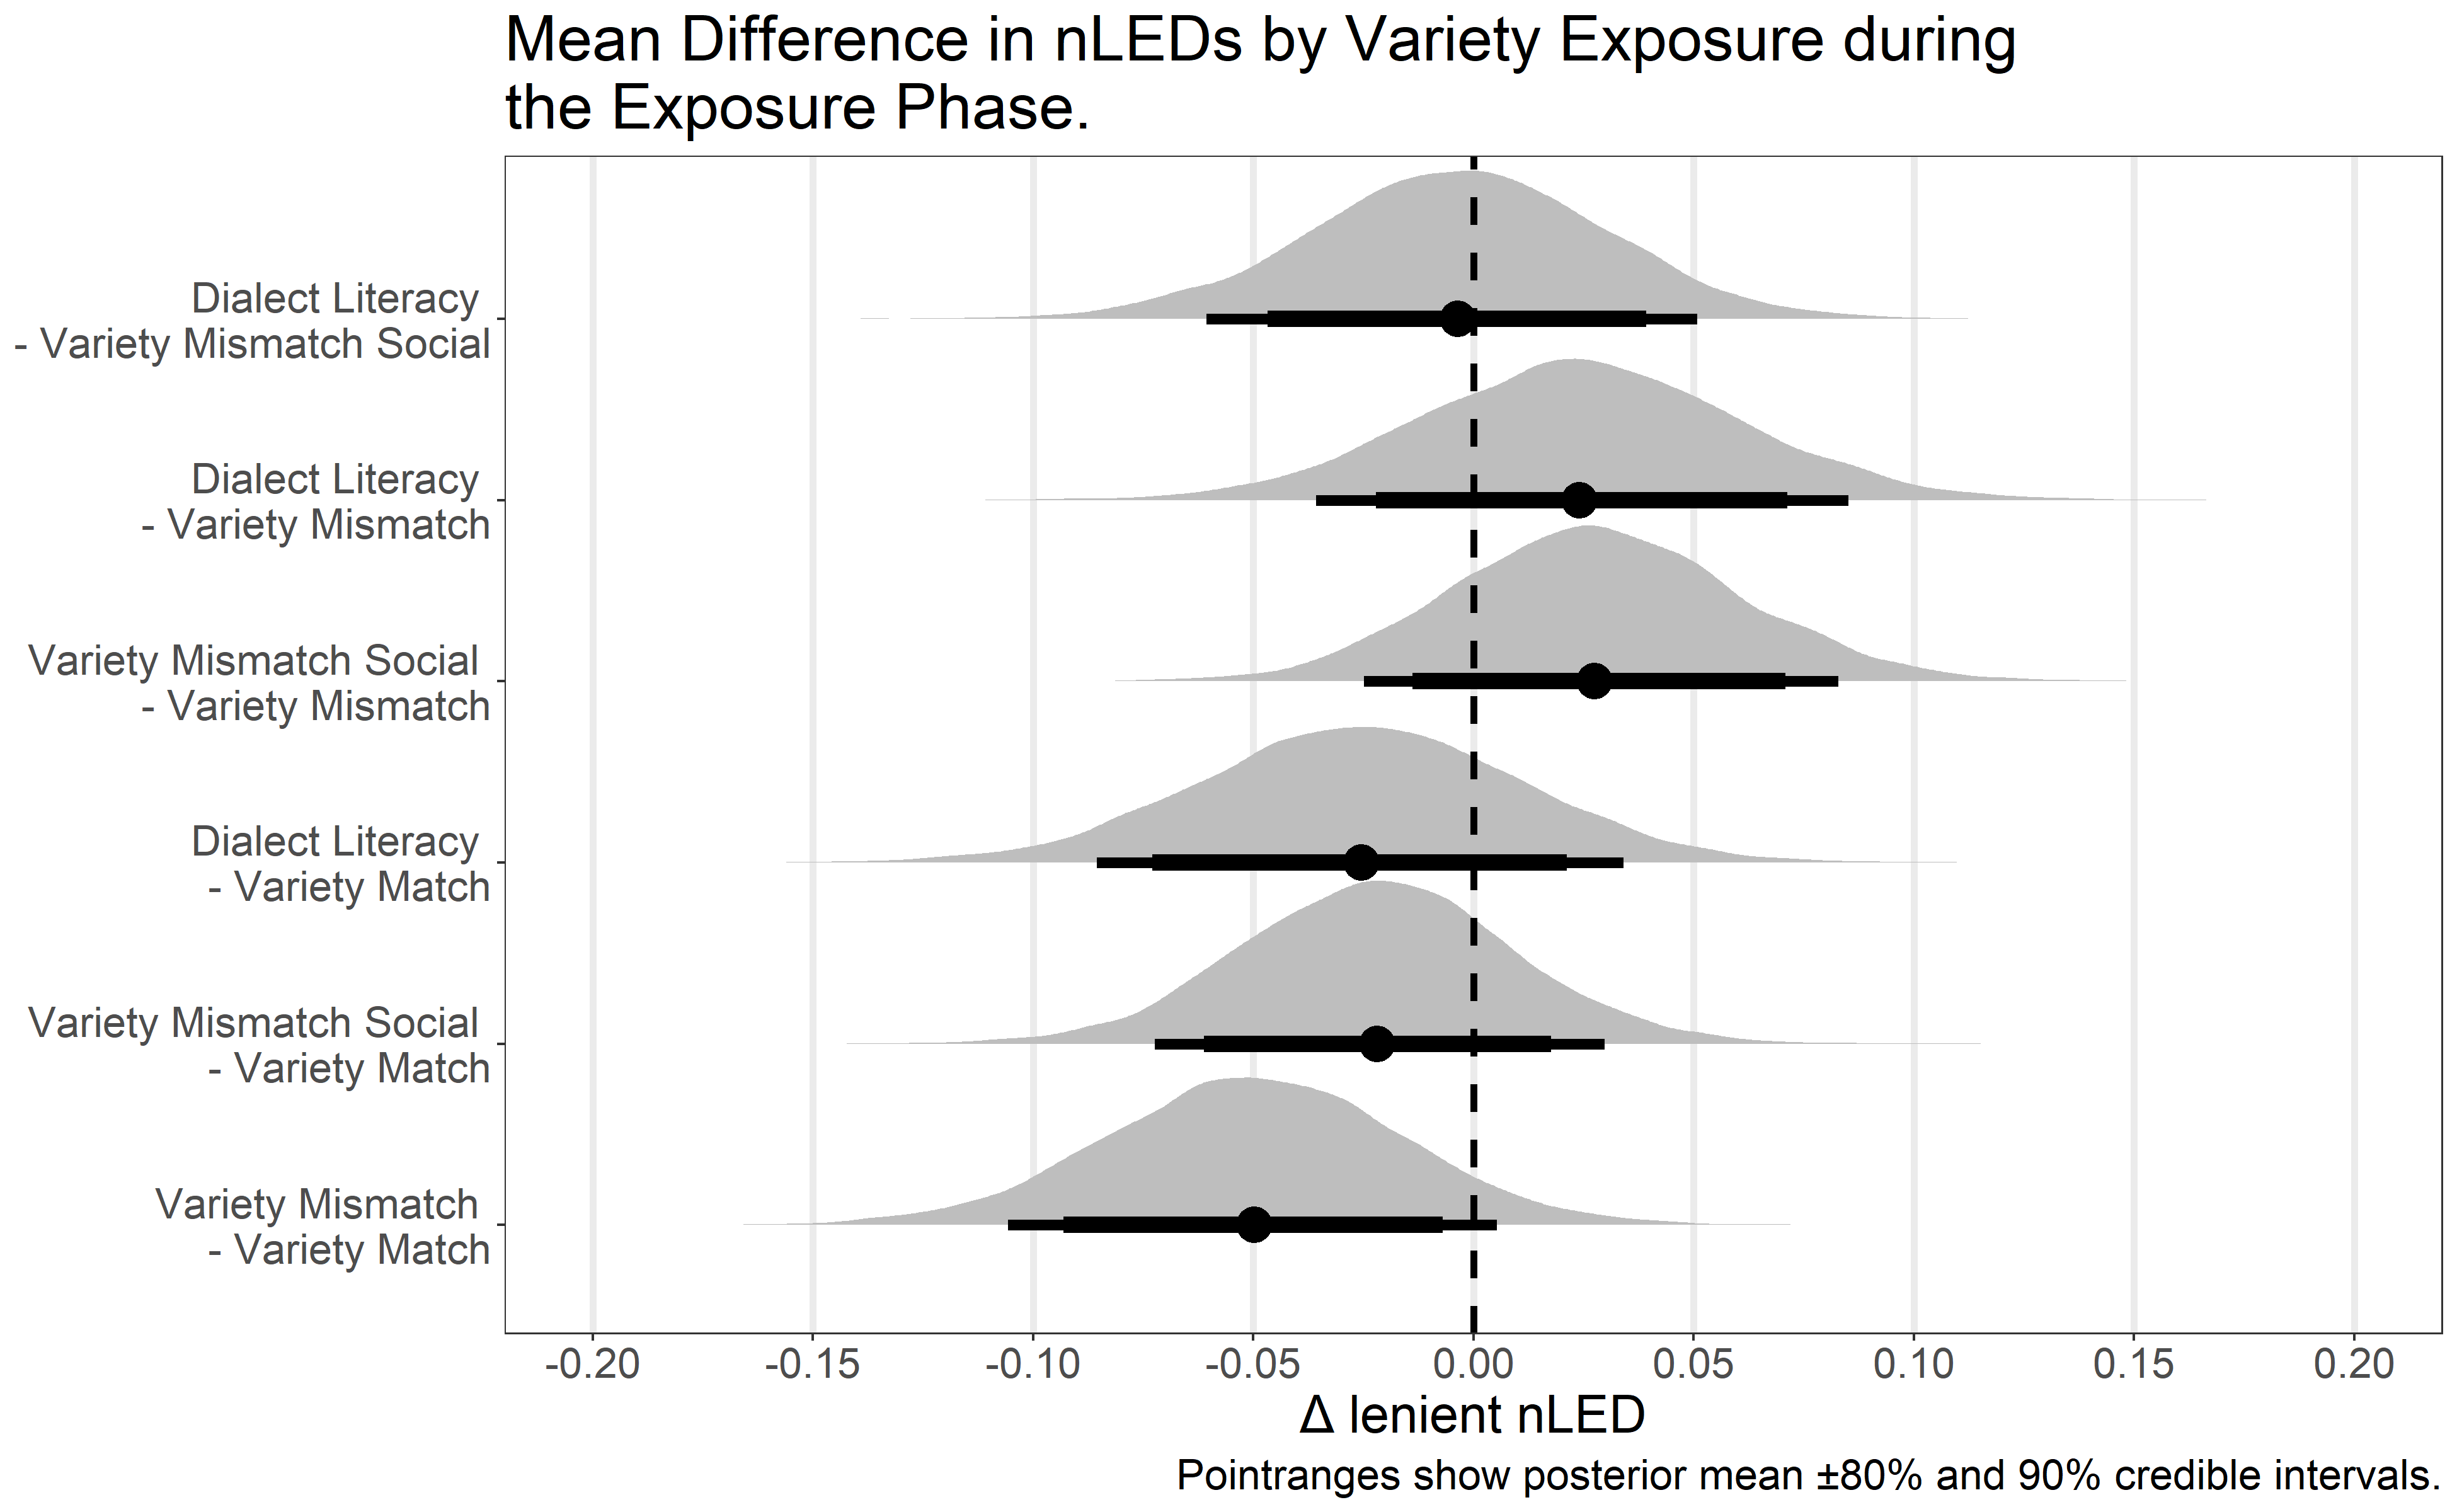 Mean Difference in nLEDs by Variety Exposure during
the Exposure Phase.
Dialect Literacy
- Variety Mismatch Social
Dialect Literacy
- Variety Mismatch
Variety Mismatch Social
- Variety Mismatch
Dialect Literacy
- Variety Match
Variety Mismatch Social
- Variety Match
Variety Mismatch
- Variety Match
-0.20 -0.15 -0.10 -0.05 0.00 0.05 0.10 0.15 0.20
Δ lenient nLED
Pointranges show posterior mean ±80% and 90% credible intervals.